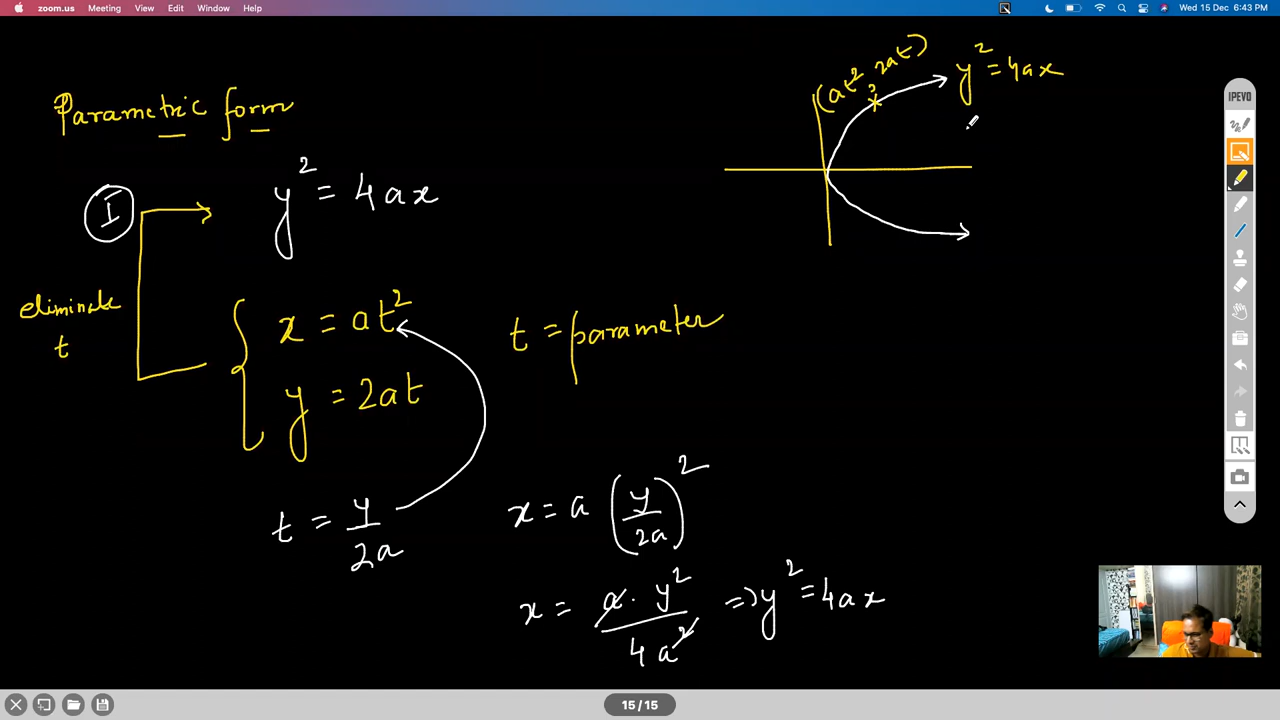 zoom.us Meeting View Edit Window Help
Wed 15 Dec 6:43 PM
Parametric form
I
y² = 4ax
eliminate
t
x = at²
y = 2at
t = parameter
t = y/2a
x = a (y/2a)²
x = a · y²/4a² => y² = 4ax
(at², 2at)
y² = 4ax
IPEVO
15/15